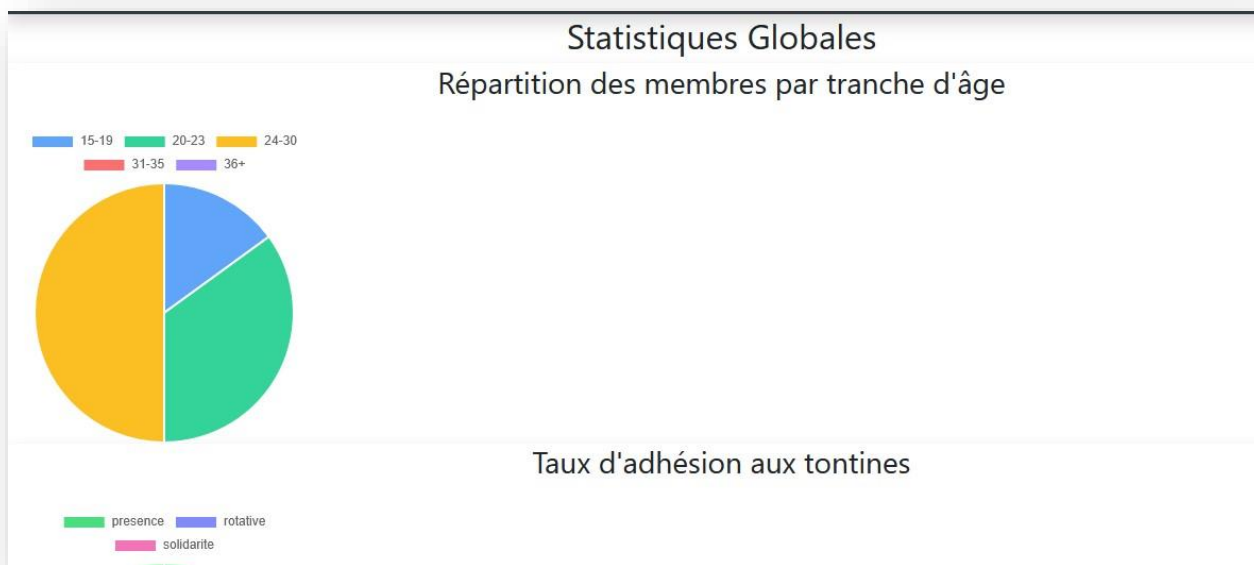 Statistiques Globales
Répartition des membres par tranche d'âge
15-19 20-23 24-30
31-35 36+
Taux d'adhésion aux tontines
presence rotative
solidarite